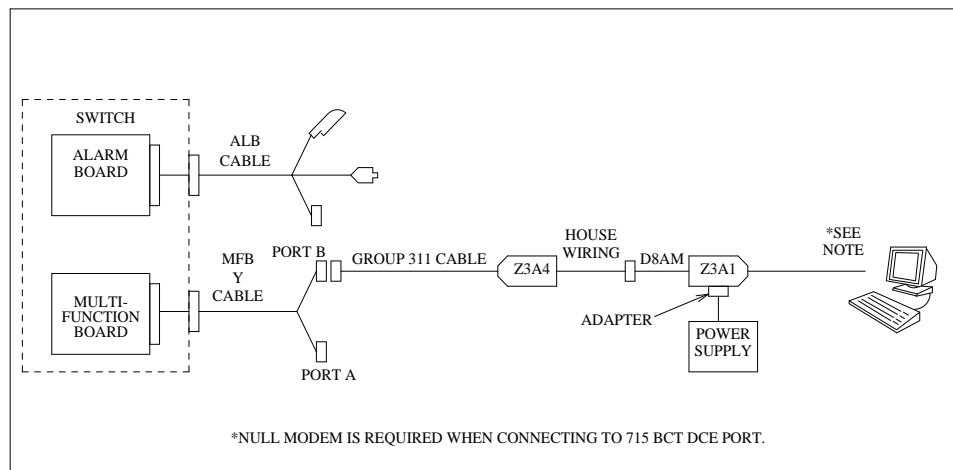 SWITCH
ALARM
BOARD
ALB
CABLE
MULTI-
FUNCTION
BOARD
MFB
Y
CABLE
PORT B
PORT A
GROUP 311 CABLE
Z3A4
HOUSE
WIRING
D8AM
Z3A1
ADAPTER
POWER
SUPPLY
*SEE
NOTE
*NULL MODEM IS REQUIRED WHEN CONNECTING TO 715 BCT DCE PORT.